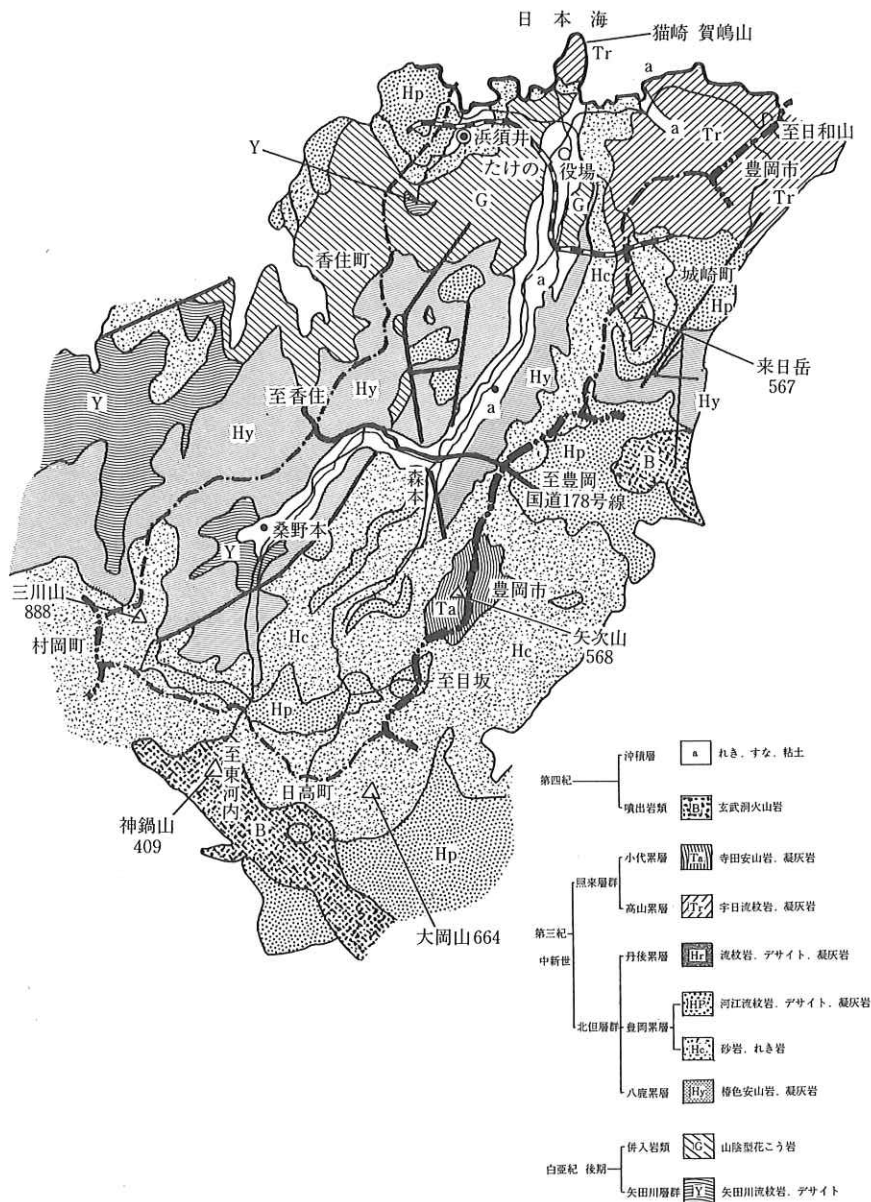 日本海
猫崎 賀嶋山
Tr
a
Hp
Y
浜須井
たけの
役場
a
Tr
至日和山
豊岡市
Tr
G
G
香住町
a
Hc
城崎町
Hp
来日岳
567
至香住
Hy
Hy
Hy
Hy
Y
a
Hp
B
至豊岡
国道178号線
森本
桑野本
Y
三川山
888
村岡町
Hc
Ta
豊岡市
矢次山
568
Hc
至目坂
Hp
至東河内
日高町
神鍋山
409
B
Hp
大岡山664
第四紀
沖積層
a
れき、すな、粘土
噴出岩類
B
玄武洞火山岩
第三紀
中新世
照来層群
小代累層
Ta
寺田安山岩、凝灰岩
高山累層
Tr
宇日流紋岩、凝灰岩
北但層群
丹後累層
Hr
流紋岩、デサイト、凝灰岩
豊岡累層
HP
河江流紋岩、デサイト、凝灰岩
Hc
砂岩、れき岩
八鹿累層
Hy
椿色安山岩、凝灰岩
白亜紀 後期
併入岩類
G
山陰型花こう岩
矢田川層群
Y
矢田川流紋岩、デサイト